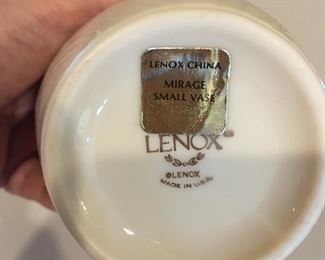 LENOX CHINA
MIRAGE
SMALL VASE
LENOX
©LENOX
MADE IN U.S.A.